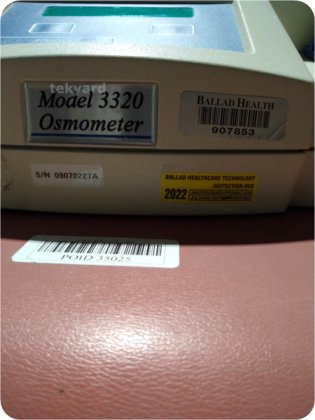 tekyard
Model 3320
Osmometer
BALLAD HEALTH
907853
S/N 09070227A
BALLAD HEALTHCARE TECHNOLOGY
INSPECTION DUE
2022
POID 35025